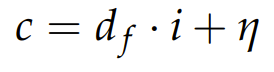 c = d_f · i + η